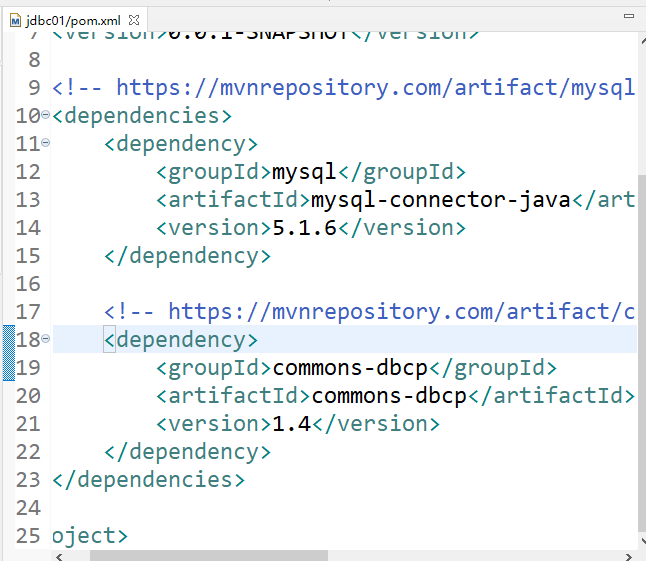 jdbc01/pom.xml
7 <version>0.0.1-SNAPSHOT</version>
8
9 <!-- https://mvnrepository.com/artifact/mysql
10 <dependencies>
11 <dependency>
12 <groupId>mysql</groupId>
13 <artifactId>mysql-connector-java</art
14 <version>5.1.6</version>
15 </dependency>
16
17 <!-- https://mvnrepository.com/artifact/c
18 <dependency>
19 <groupId>commons-dbcp</groupId>
20 <artifactId>commons-dbcp</artifactId>
21 <version>1.4</version>
22 </dependency>
23 </dependencies>
24
25 oject>